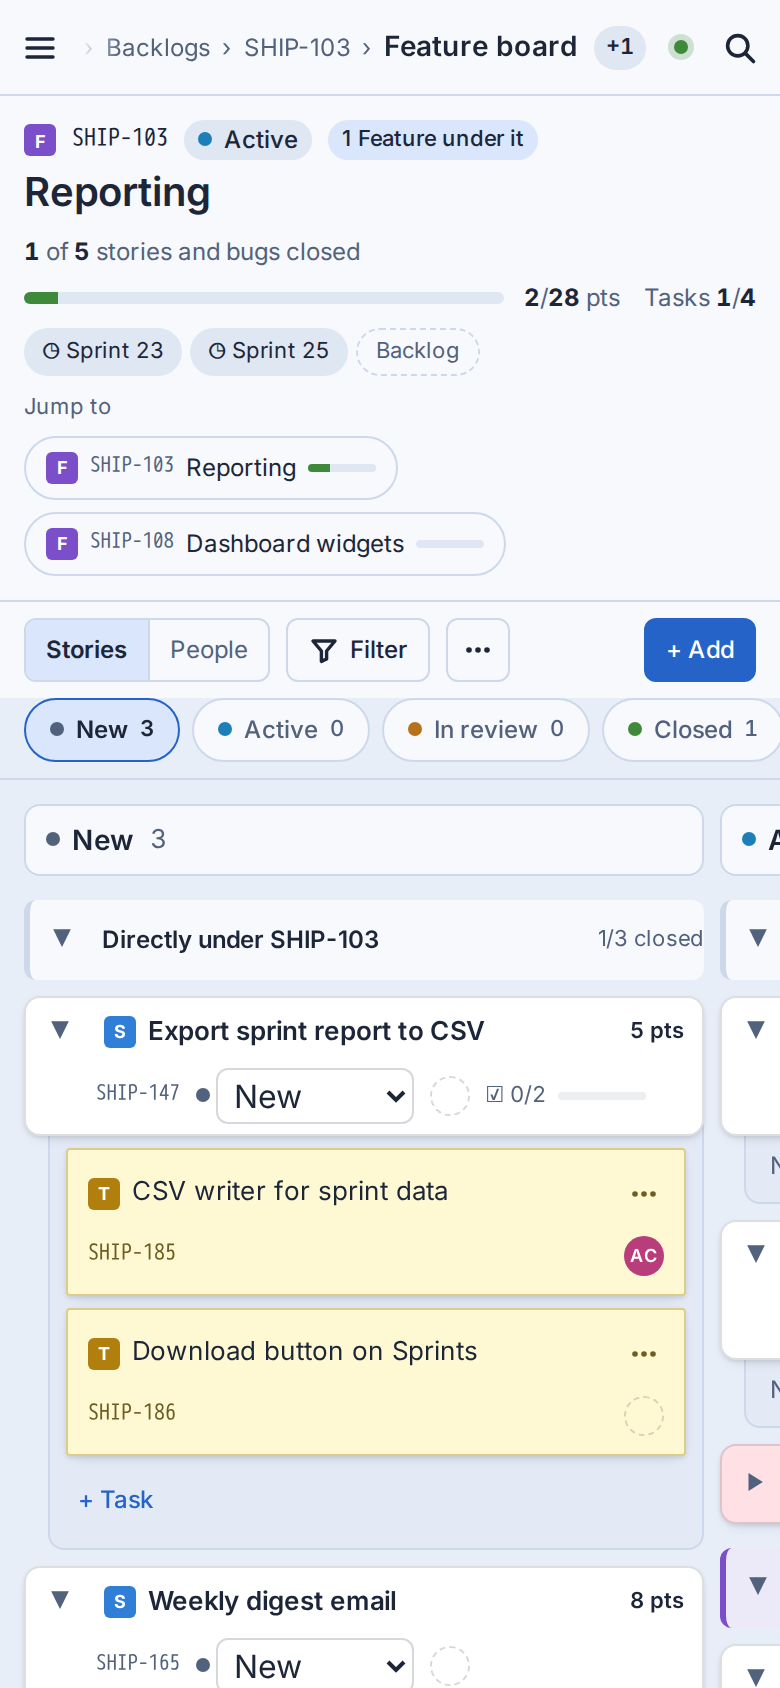 › Backlogs › SHIP-103 › Feature board +1
F SHIP-103 Active 1 Feature under it
Reporting
1 of 5 stories and bugs closed
2/28 pts Tasks 1/4
Sprint 23 Sprint 25 Backlog
Jump to
F SHIP-103 Reporting
F SHIP-108 Dashboard widgets
Stories People Filter ••• + Add
New 3 Active 0 In review 0 Closed 1
New 3
Directly under SHIP-103 1/3 closed
S Export sprint report to CSV 5 pts
SHIP-147 New 0/2
T CSV writer for sprint data •••
SHIP-185 AC
T Download button on Sprints •••
SHIP-186
+ Task
S Weekly digest email 8 pts
SHIP-165 New